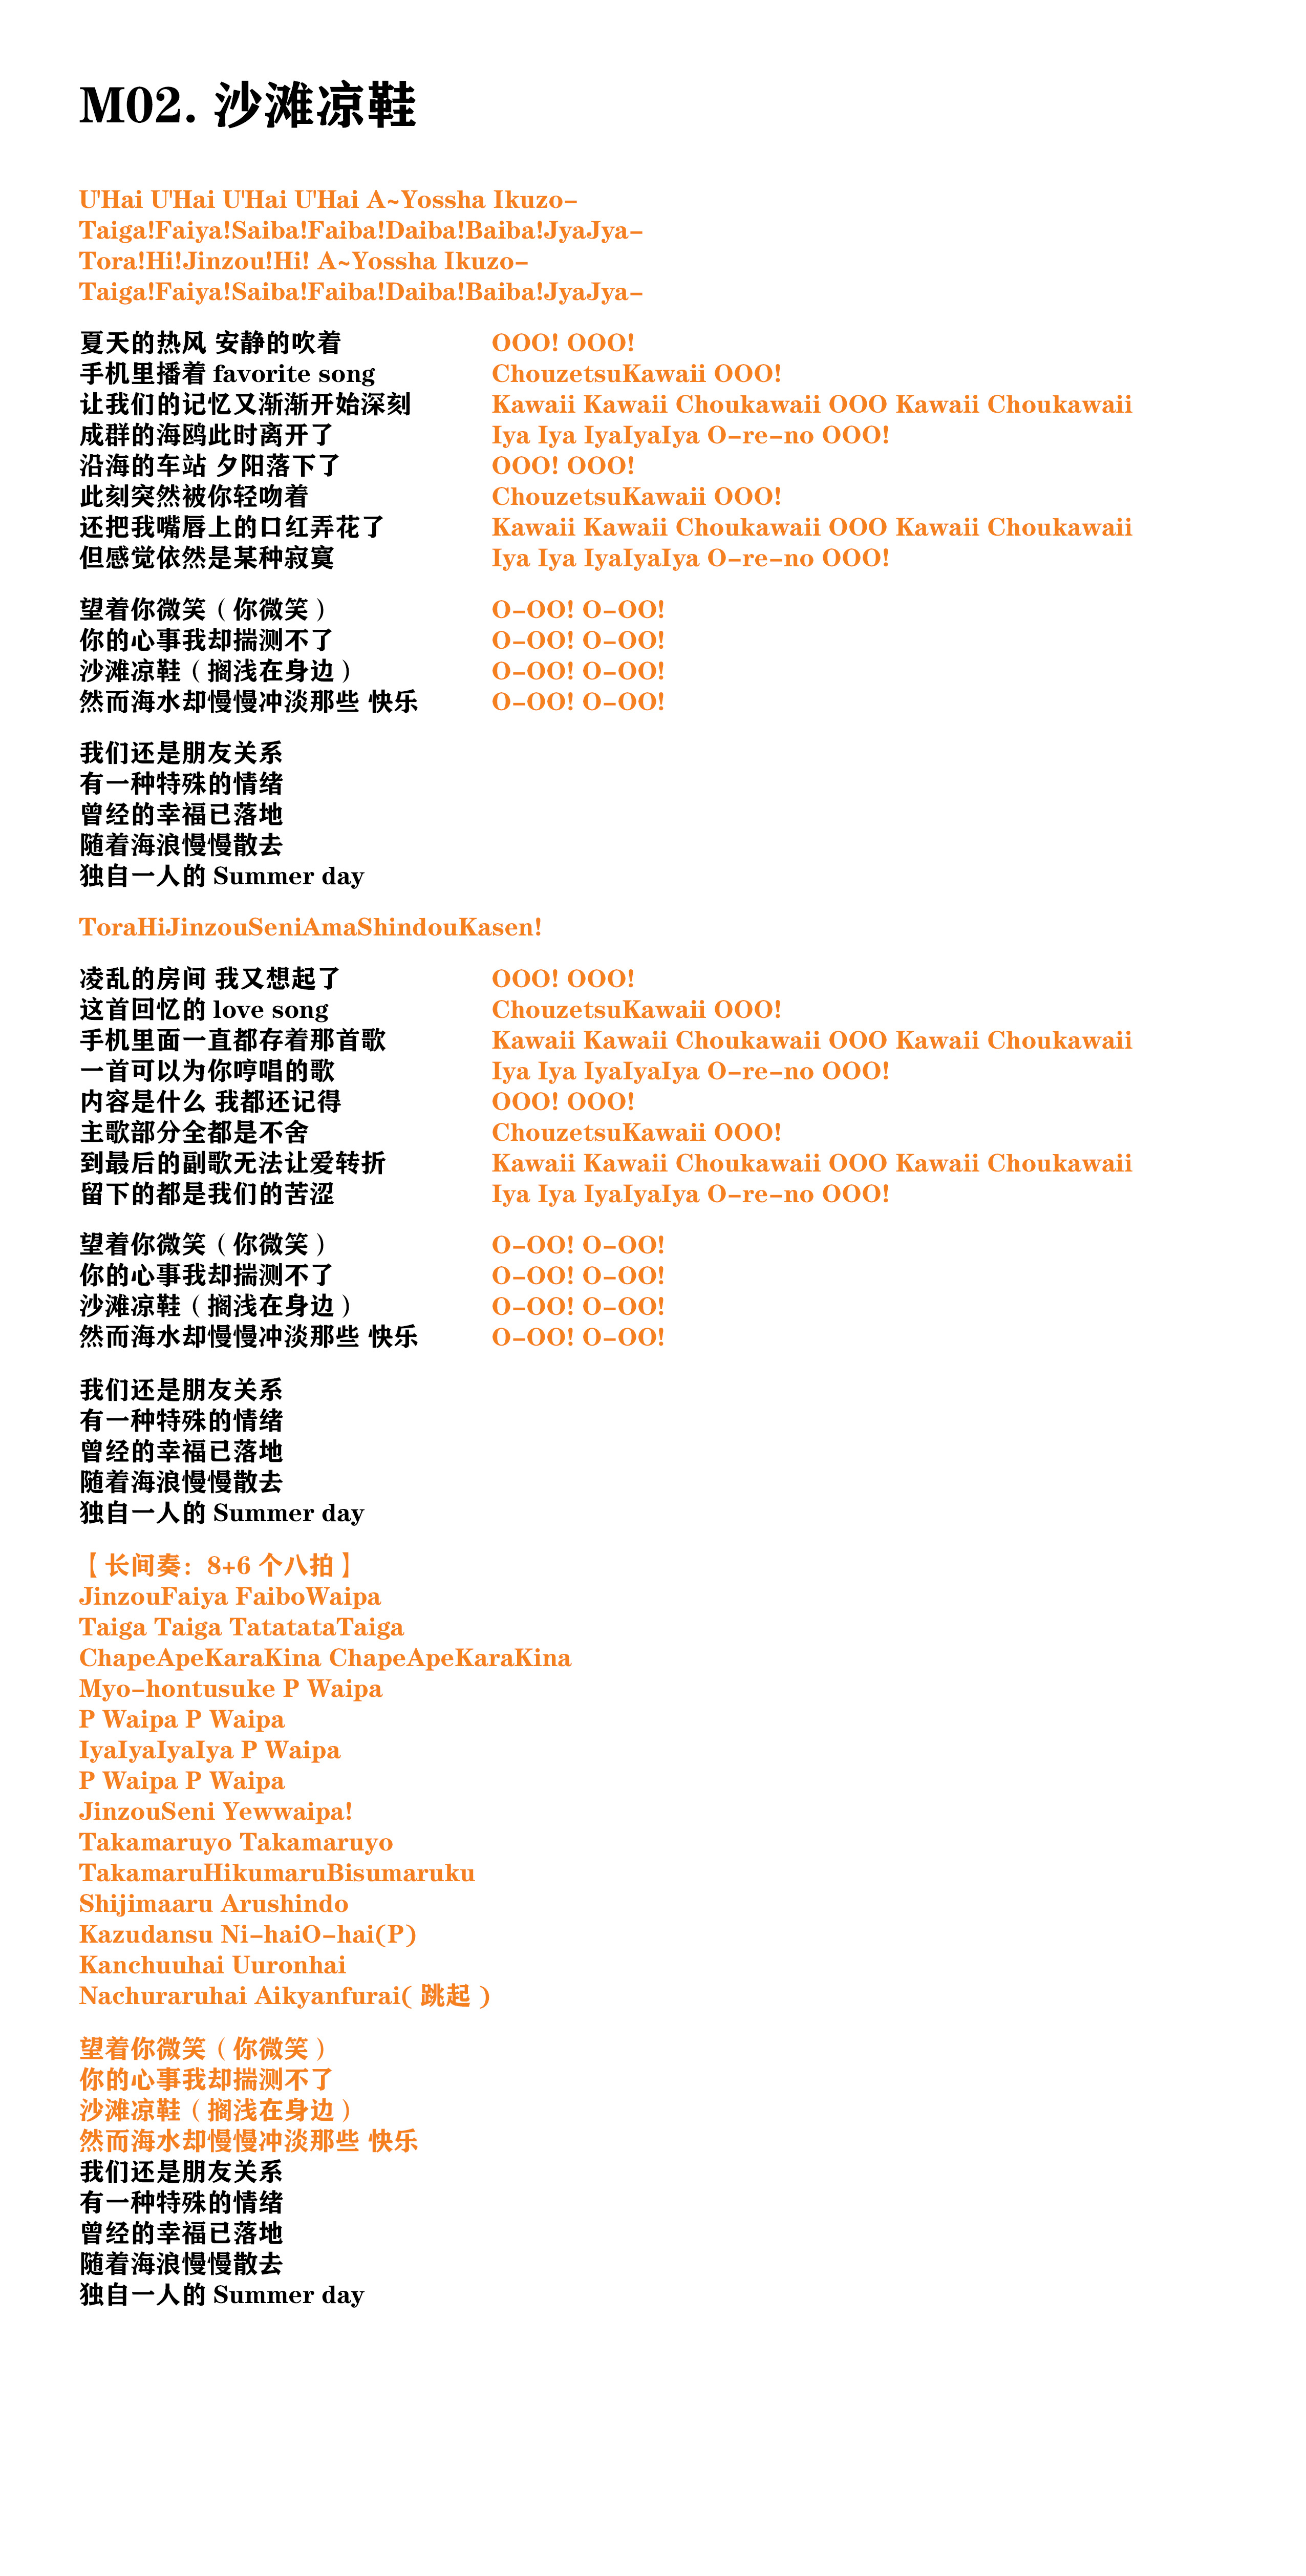 M02. 沙滩凉鞋
U'Hai U'Hai U'Hai U'Hai A~Yossha Ikuzo-
Taiga!Faiya!Saiba!Faiba!Daiba!Baiba!JyaJya-
Tora!Hi!Jinzou!Hi! A~Yossha Ikuzo-
Taiga!Faiya!Saiba!Faiba!Daiba!Baiba!JyaJya-
夏天的热风 安静的吹着 OOO! OOO!
手机里播着 favorite song ChouzetsuKawaii OOO!
让我们的记忆又渐渐开始深刻 Kawaii Kawaii Choukawaii OOO Kawaii Choukawaii
成群的海鸥此时离开了 Iya Iya IyaIyaIya O-re-no OOO!
沿海的车站 夕阳落下了 OOO! OOO!
此刻突然被你轻吻着 ChouzetsuKawaii OOO!
还把我嘴唇上的口红弄花了 Kawaii Kawaii Choukawaii OOO Kawaii Choukawaii
但感觉依然是某种寂寞 Iya Iya IyaIyaIya O-re-no OOO!
望着你微笑（你微笑） O-OO! O-OO!
你的心事我却揣测不了 O-OO! O-OO!
沙滩凉鞋（搁浅在身边） O-OO! O-OO!
然而海水却慢慢冲淡那些 快乐 O-OO! O-OO!
我们还是朋友关系
有一种特殊的情绪
曾经的幸福已落地
随着海浪慢慢散去
独自一人的 Summer day
ToraHiJinzouSeniAmaShindouKasen!
凌乱的房间 我又想起了 OOO! OOO!
这首回忆的 love song ChouzetsuKawaii OOO!
手机里面一直都存着那首歌 Kawaii Kawaii Choukawaii OOO Kawaii Choukawaii
一首可以为你哼唱的歌 Iya Iya IyaIyaIya O-re-no OOO!
内容是什么 我都还记得 OOO! OOO!
主歌部分全都是不舍 ChouzetsuKawaii OOO!
到最后的副歌无法让爱转折 Kawaii Kawaii Choukawaii OOO Kawaii Choukawaii
留下的都是我们的苦涩 Iya Iya IyaIyaIya O-re-no OOO!
望着你微笑（你微笑） O-OO! O-OO!
你的心事我却揣测不了 O-OO! O-OO!
沙滩凉鞋（搁浅在身边） O-OO! O-OO!
然而海水却慢慢冲淡那些 快乐 O-OO! O-OO!
我们还是朋友关系
有一种特殊的情绪
曾经的幸福已落地
随着海浪慢慢散去
独自一人的 Summer day
【长间奏：8+6 个八拍】
JinzouFaiya FaiboWaipa
Taiga Taiga TatatataTaiga
ChapeApeKaraKina ChapeApeKaraKina
Myo-hontusuke P Waipa
P Waipa P Waipa
IyaIyaIyaIya P Waipa
P Waipa P Waipa
JinzouSeni Yewwaipa!
Takamaruyo Takamaruyo
TakamaruHikumaruBisumaruku
Shijimaaru Arushindo
Kazudansu Ni-haiO-hai(P)
Kanchuuhai Uuronhai
Nachuraruhai Aikyanfurai( 跳起 )
望着你微笑（你微笑）
你的心事我却揣测不了
沙滩凉鞋（搁浅在身边）
然而海水却慢慢冲淡那些 快乐
我们还是朋友关系
有一种特殊的情绪
曾经的幸福已落地
随着海浪慢慢散去
独自一人的 Summer day